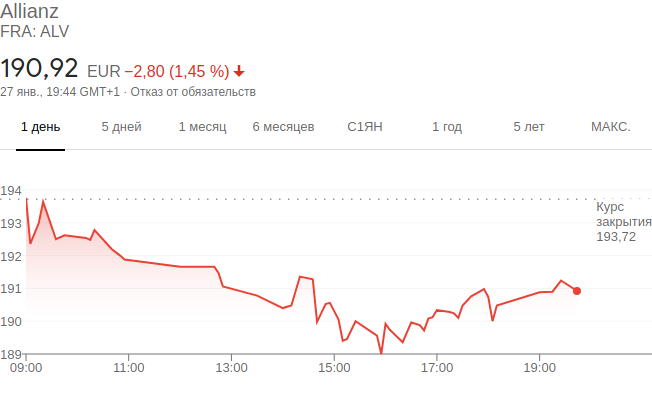 Allianz
FRA: ALV
190,92 EUR −2,80 (1,45 %)
27 янв., 19:44 GMT+1 · Отказ от обязательств
1 день 5 дней 1 месяц 6 месяцев С1ЯН 1 год 5 лет МАКС.
194
Курс
закрытия
193,72
193
192
191
190
189
09:00 11:00 13:00 15:00 17:00 19:00